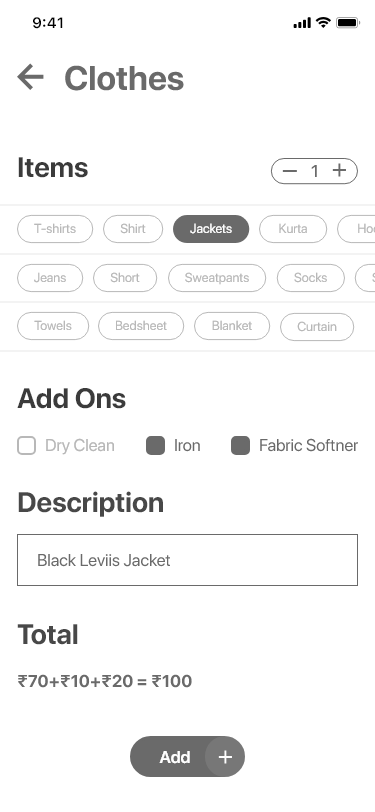 9:41
Clothes
Items
1
T-shirts Shirt Jackets Kurta
Jeans Short Sweatpants Socks
Towels Bedsheet Blanket Curtain
Add Ons
Dry Clean Iron Fabric Softner
Description
Black Leviis Jacket
Total
₹70+₹10+₹20 = ₹100
Add +